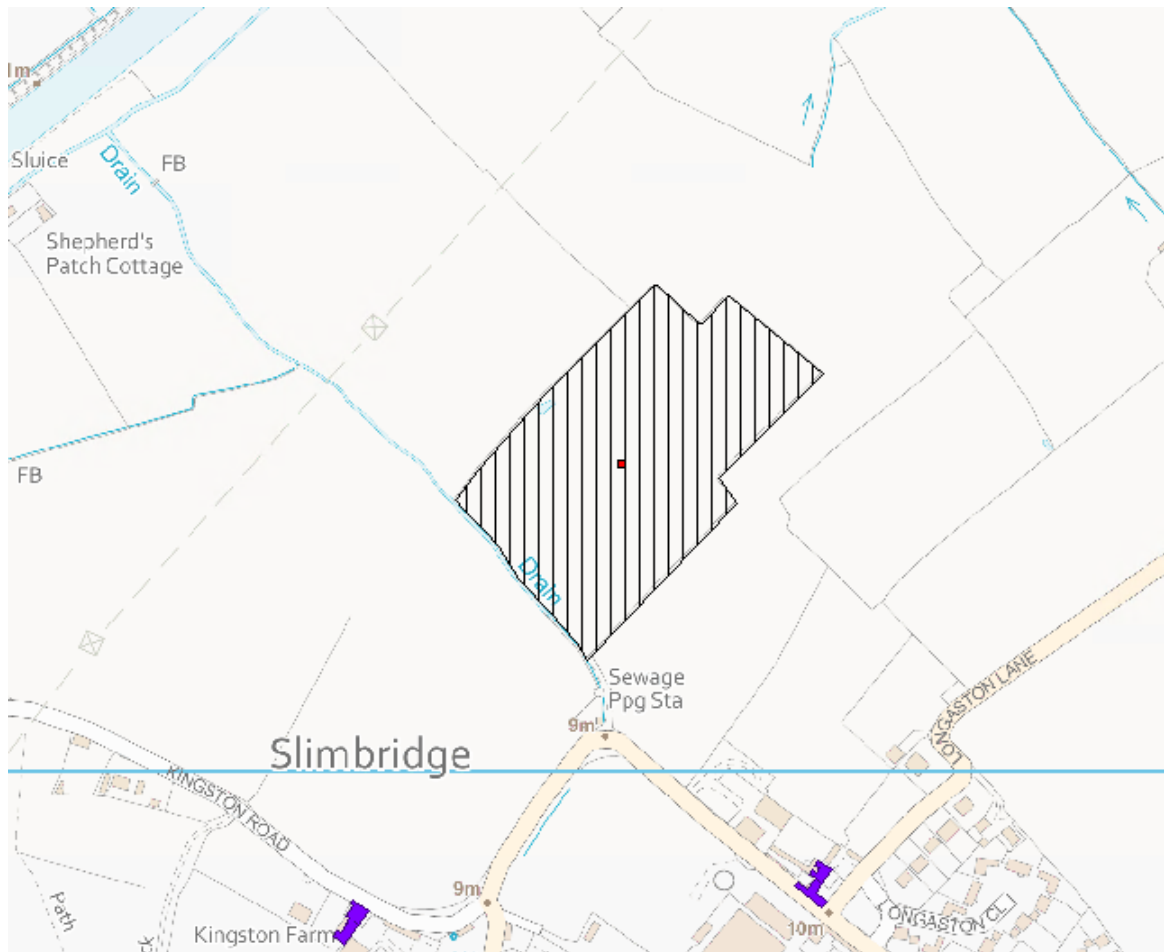 1m
Sluice
Drain
FB
Shepherd's
Patch Cottage
FB
Drain
Sewage
Ppg Sta
9m
Slimbridge
LONGASTON LANE
KINGSTON ROAD
9m
Path
Kingston Farm
10m
ONGASTON CL